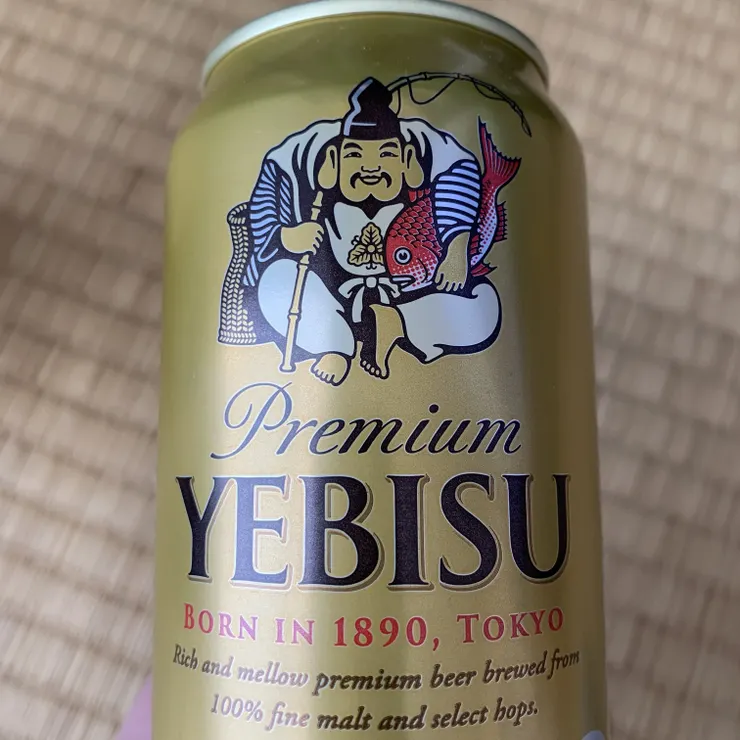 Premium
YEBISU
BORN IN 1890, TOKYO
Rich and mellow premium beer brewed from
100% fine malt and select hops.